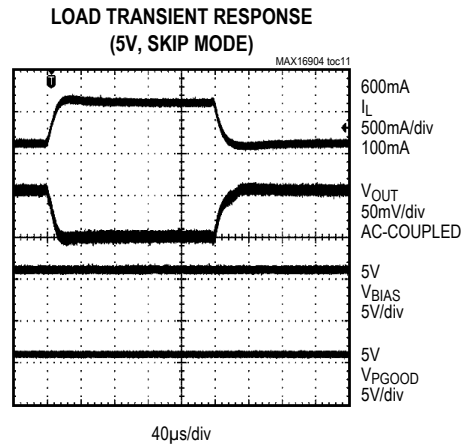 LOAD TRANSIENT RESPONSE
(5V, SKIP MODE)
MAX16904 toc11
T
600mA
IL
500mA/div
100mA
VOUT
50mV/div
AC-COUPLED
5V
VBIAS
5V/div
5V
VPGOOD
5V/div
40µs/div